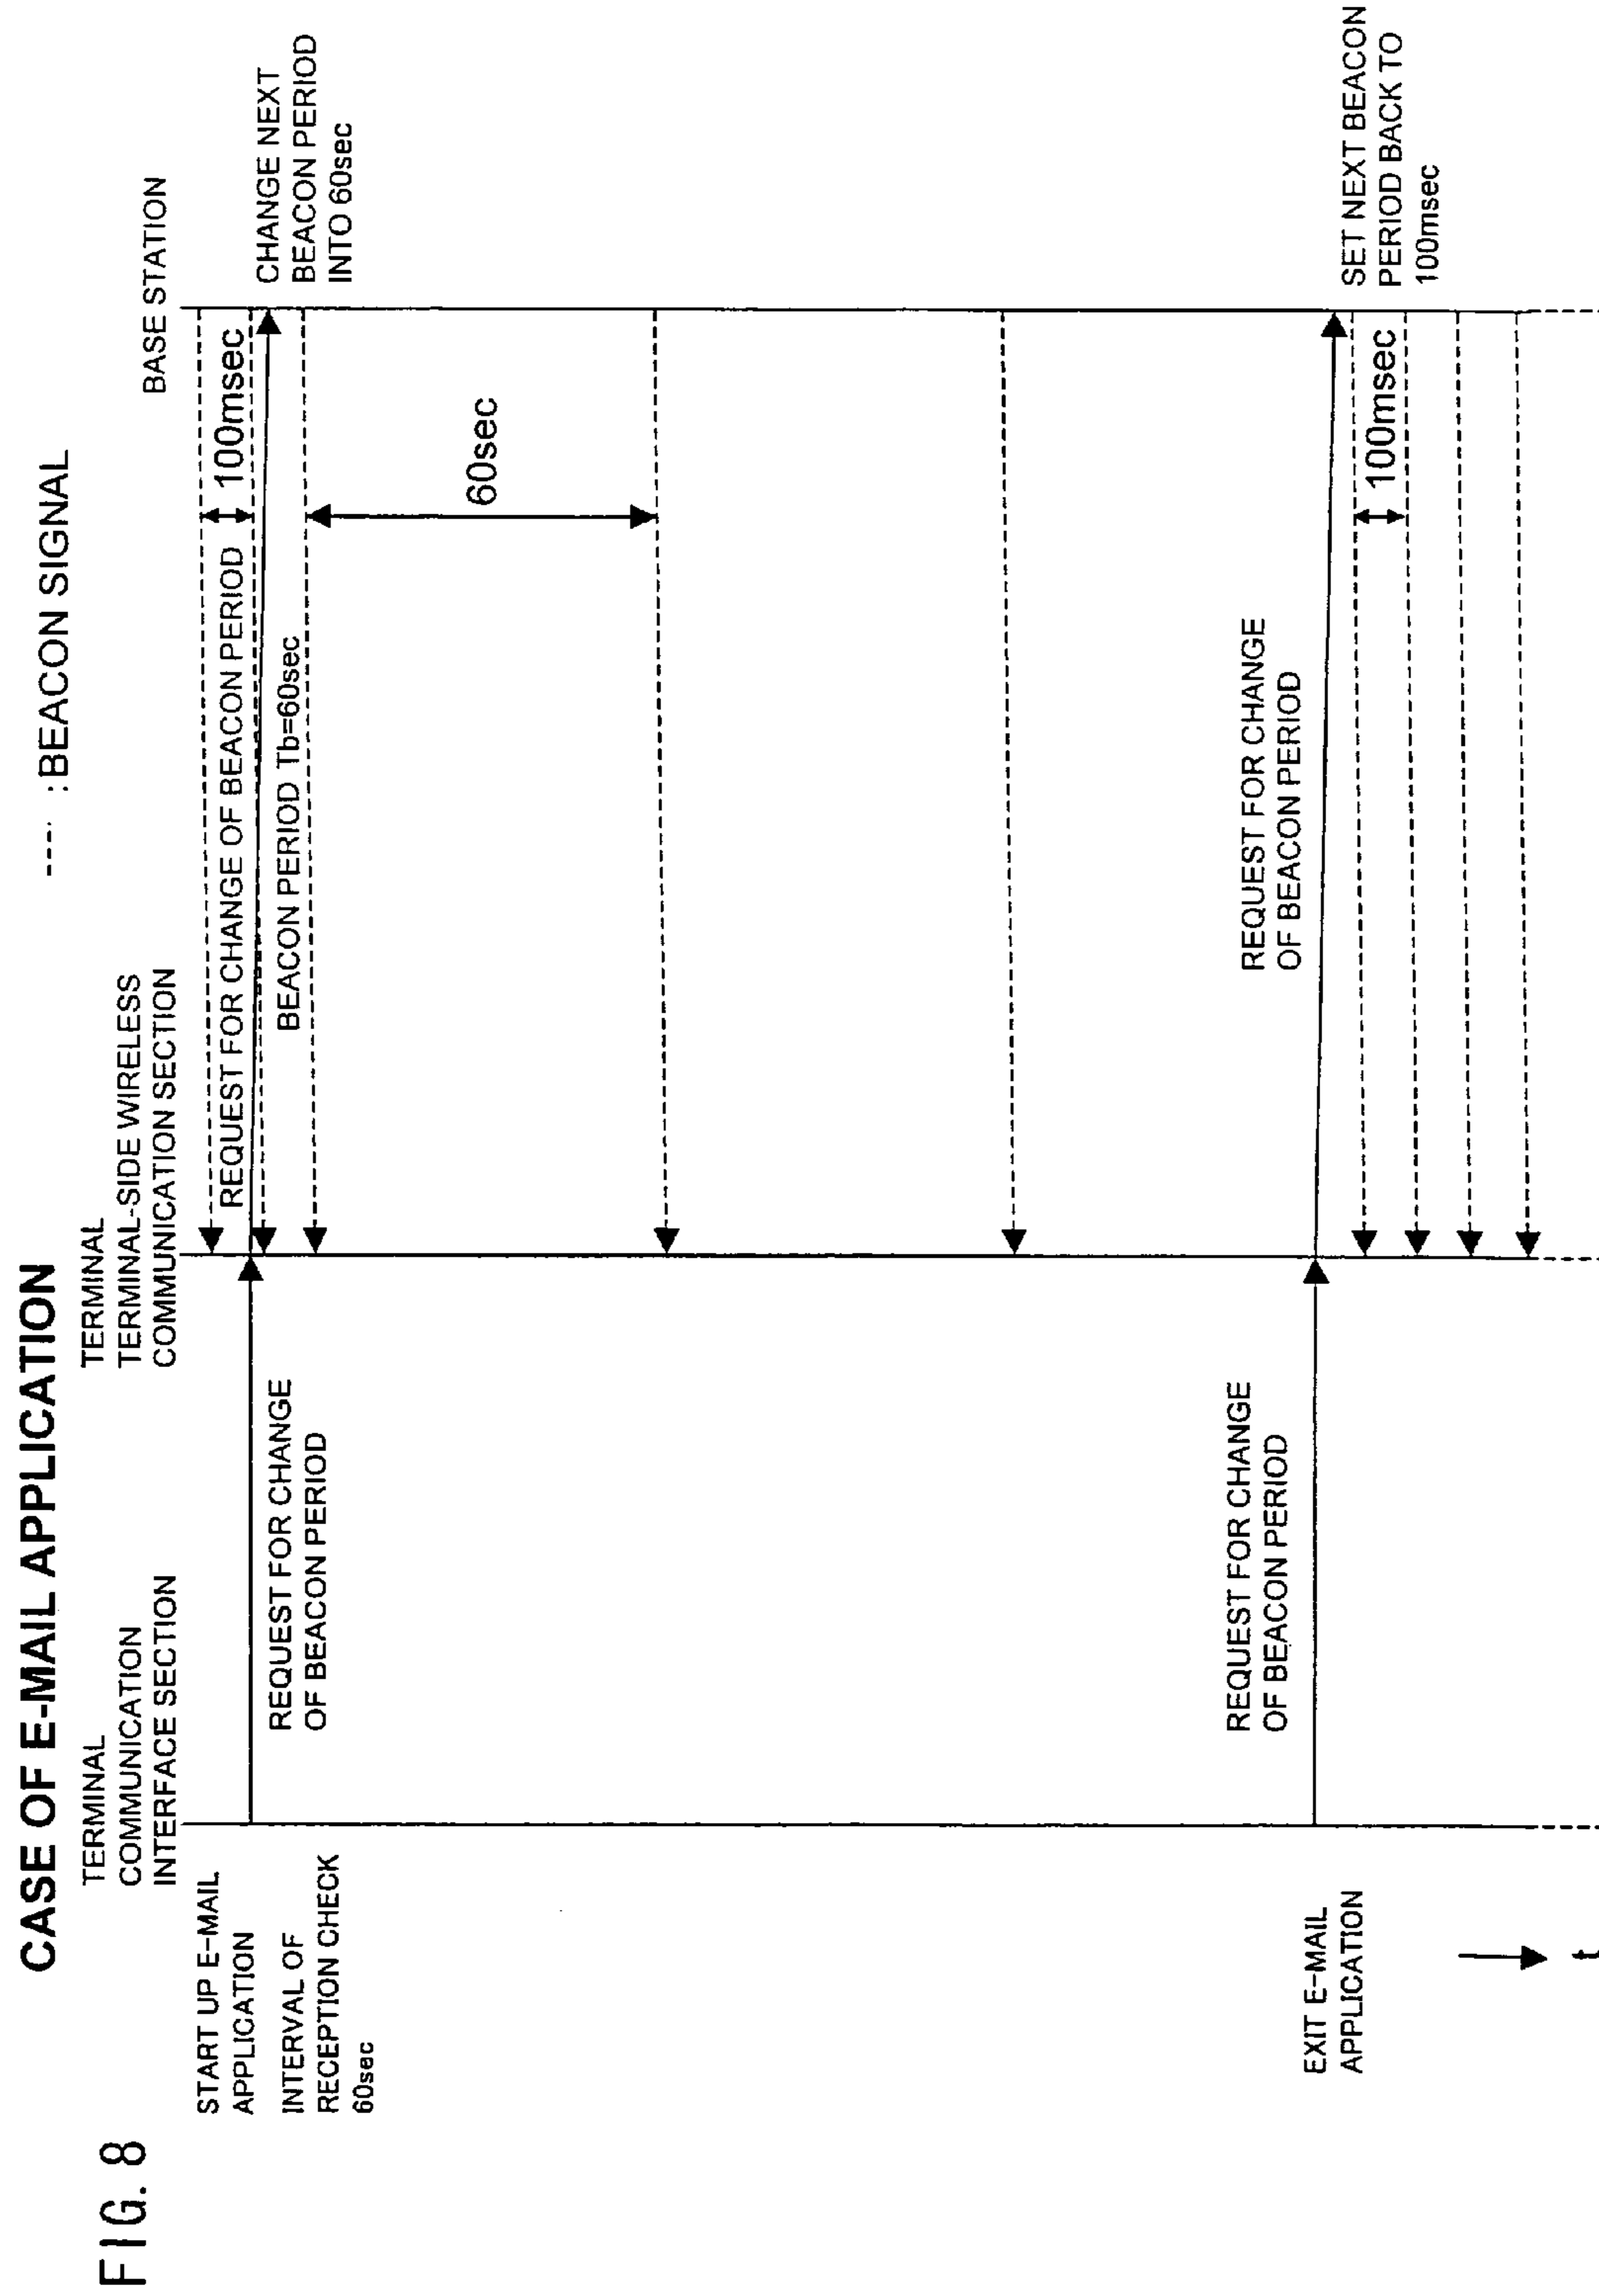 FIG. 8
CASE OF E-MAIL APPLICATION
---- :BEACON SIGNAL
TERMINAL
COMMUNICATION
INTERFACE SECTION
TERMINAL
TERMINAL-SIDE WIRELESS
COMMUNICATION SECTION
BASE STATION
START UP E-MAIL
APPLICATION
INTERVAL OF
RECEPTION CHECK
60sec
REQUEST FOR CHANGE
OF BEACON PERIOD
REQUEST FOR CHANGE OF BEACON PERIOD
100msec
BEACON PERIOD Tb=60sec
60sec
CHANGE NEXT
BEACON PERIOD
INTO 60sec
EXIT E-MAIL
APPLICATION
REQUEST FOR CHANGE
OF BEACON PERIOD
REQUEST FOR CHANGE
OF BEACON PERIOD
100msec
SET NEXT BEACON
PERIOD BACK TO
100msec
t